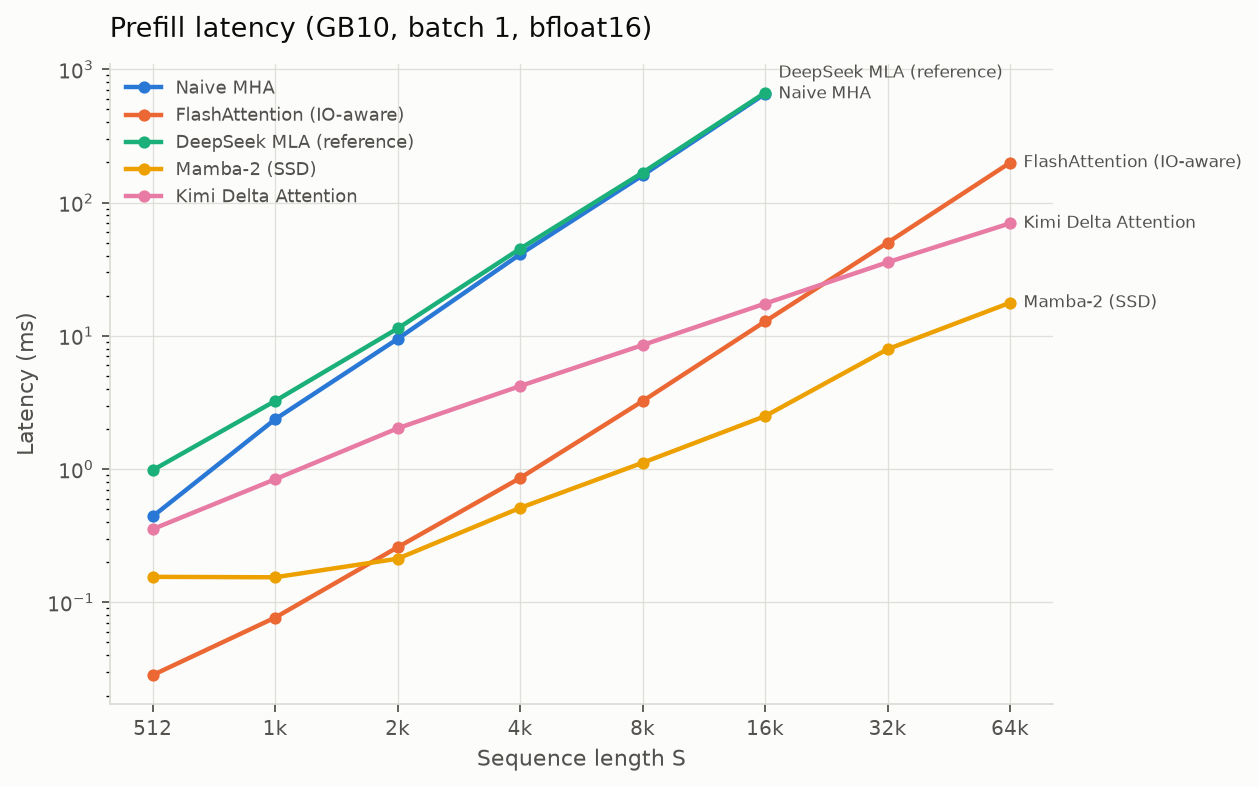 Prefill latency (GB10, batch 1, bfloat16)
Naive MHA
FlashAttention (IO-aware)
DeepSeek MLA (reference)
Mamba-2 (SSD)
Kimi Delta Attention
DeepSeek MLA (reference)
Naive MHA
FlashAttention (IO-aware)
Kimi Delta Attention
Mamba-2 (SSD)
Latency (ms)
10³
10²
10¹
10⁰
10⁻¹
512 1k 2k 4k 8k 16k 32k 64k
Sequence length S